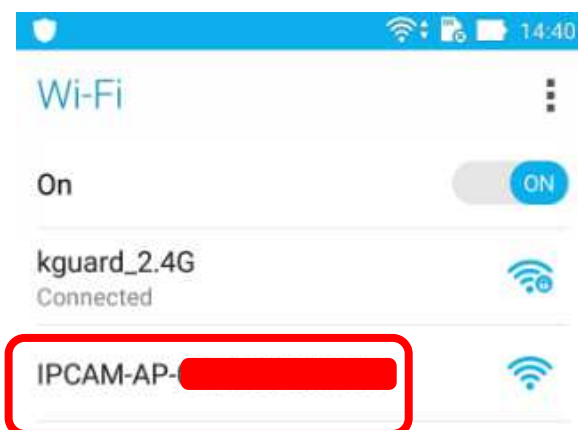 14:40
Wi-Fi
On
ON
kguard_2.4G
Connected
IPCAM-AP-